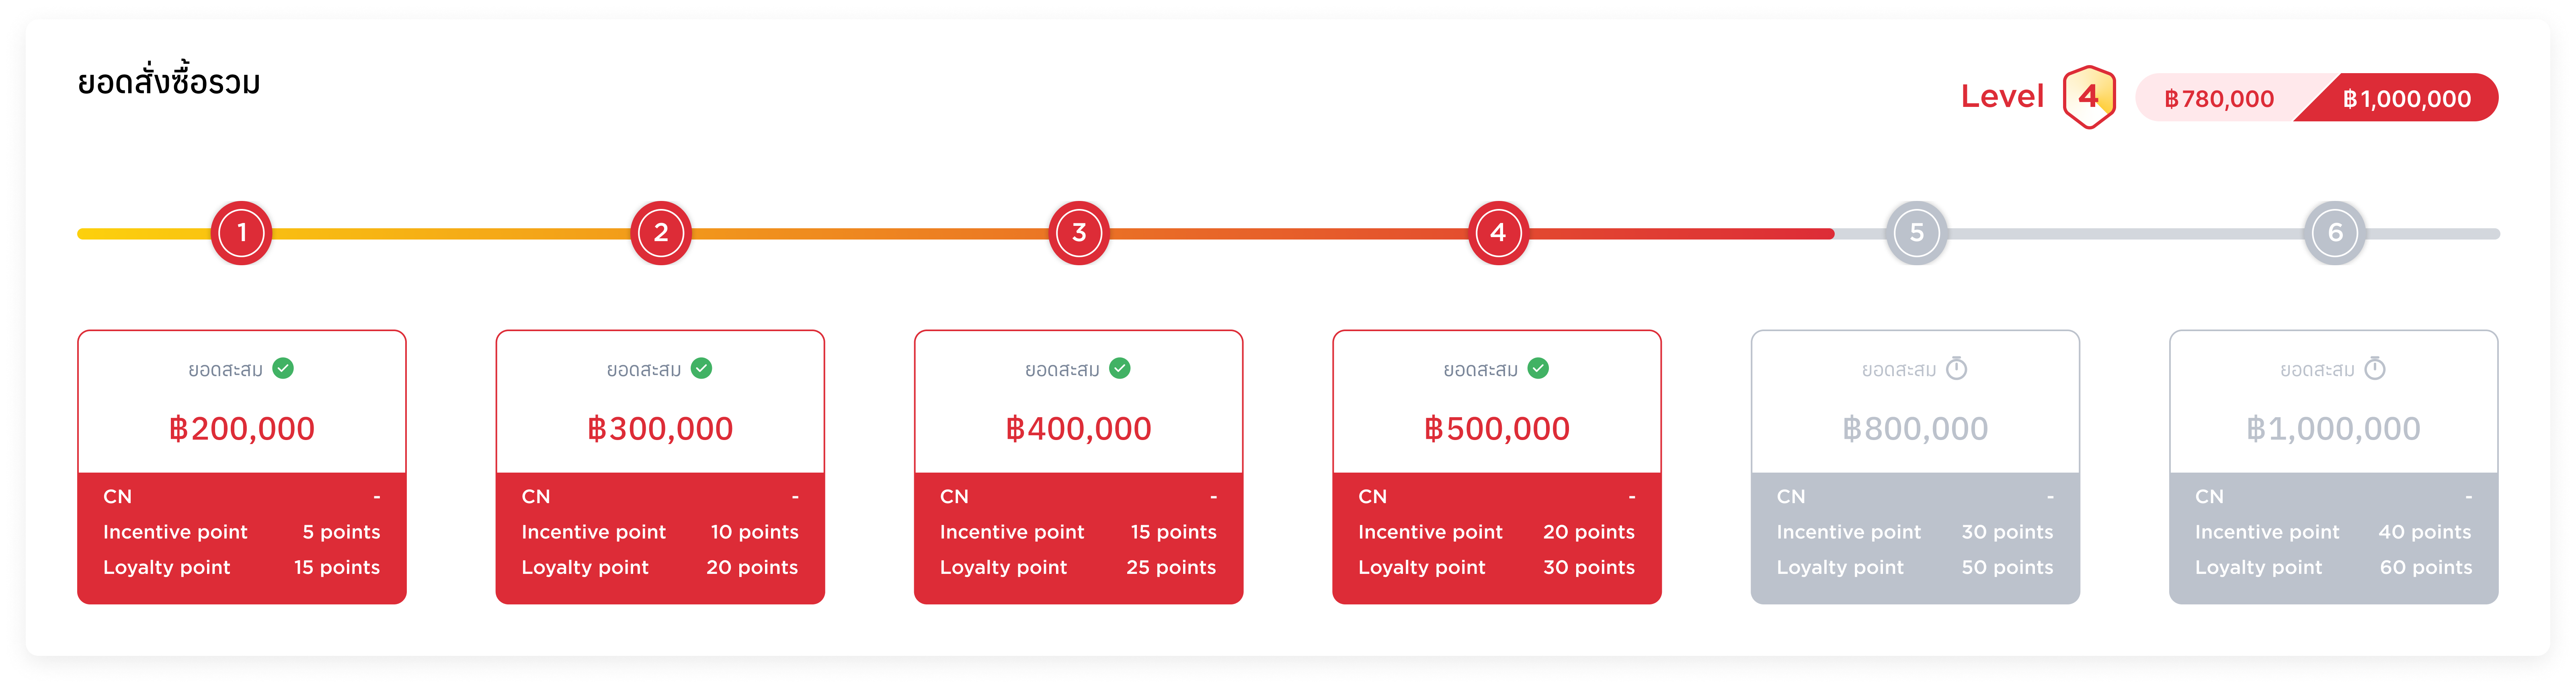 ยอดสั่งซื้อรวม
Level 4 ฿780,000 ฿1,000,000
1 2 3 4 5 6
ยอดสะสม
฿200,000
CN -
Incentive point 5 points
Loyalty point 15 points
ยอดสะสม
฿300,000
CN -
Incentive point 10 points
Loyalty point 20 points
ยอดสะสม
฿400,000
CN -
Incentive point 15 points
Loyalty point 25 points
ยอดสะสม
฿500,000
CN -
Incentive point 20 points
Loyalty point 30 points
ยอดสะสม
฿800,000
CN -
Incentive point 30 points
Loyalty point 50 points
ยอดสะสม
฿1,000,000
CN -
Incentive point 40 points
Loyalty point 60 points